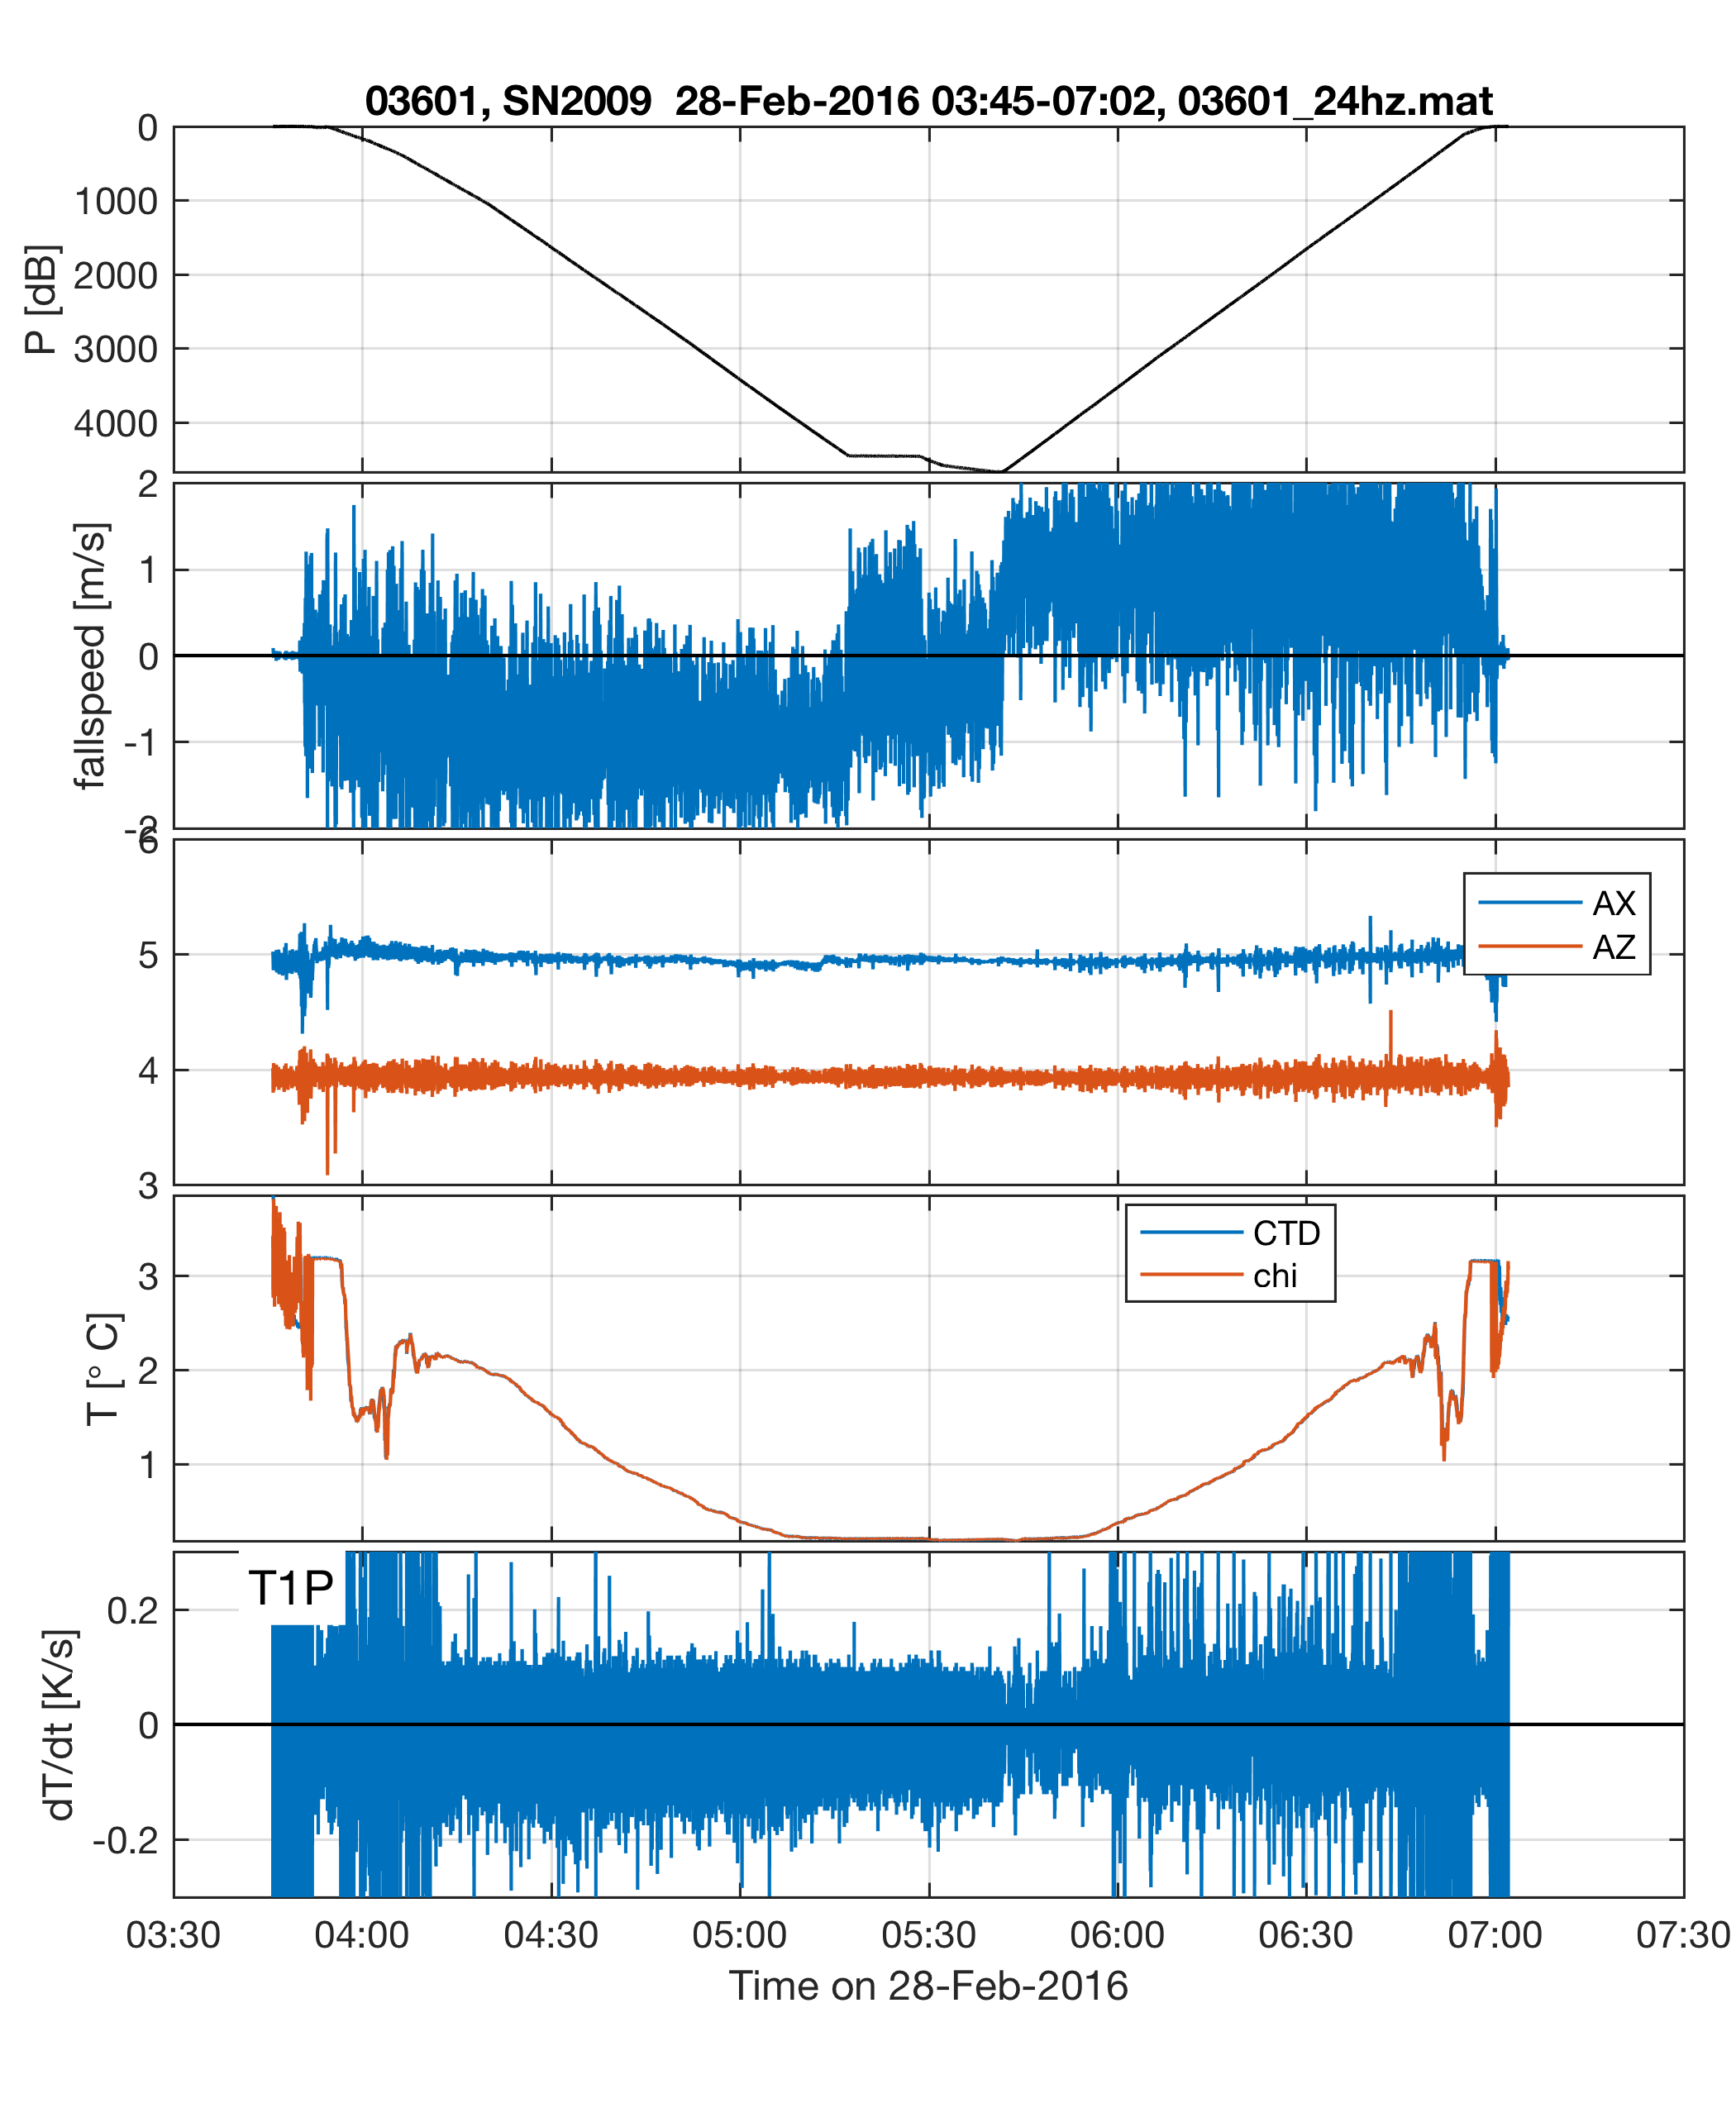 03601, SN2009  28-Feb-2016 03:45-07:02, 03601_24hz.mat
0
1000
2000
3000
4000
P [dB]
2
1
0
-1
-2
fallspeed [m/s]
6
5
4
3
AX
AZ
3
2
1
T [° C]
CTD
chi
T1P
0.2
0
-0.2
dT/dt [K/s]
03:30 04:00 04:30 05:00 05:30 06:00 06:30 07:00 07:30
Time on 28-Feb-2016